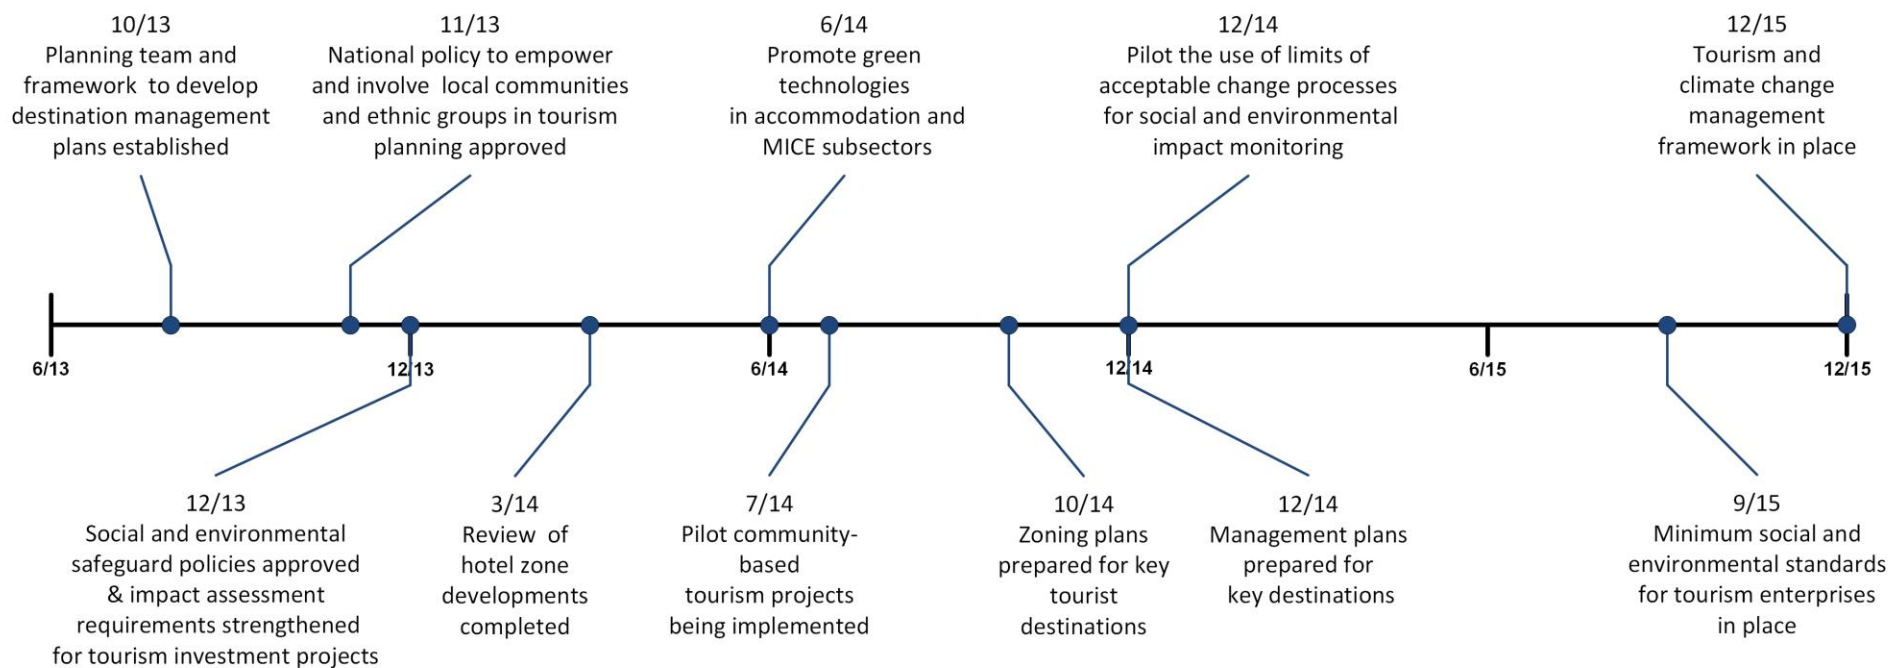 10/13
Planning team and
framework to develop
destination management
plans established
11/13
National policy to empower
and involve local communities
and ethnic groups in tourism
planning approved
6/14
Promote green
technologies
in accommodation and
MICE subsectors
12/14
Pilot the use of limits of
acceptable change processes
for social and environmental
impact monitoring
12/15
Tourism and
climate change
management
framework in place
6/13
12/13
6/14
12/14
6/15
12/15
12/13
Social and environmental
safeguard policies approved
& impact assessment
requirements strengthened
for tourism investment projects
3/14
Review of
hotel zone
developments
completed
7/14
Pilot community-
based
tourism projects
being implemented
10/14
Zoning plans
prepared for key
tourist
destinations
12/14
Management plans
prepared for
key destinations
9/15
Minimum social and
environmental standards
for tourism enterprises
in place